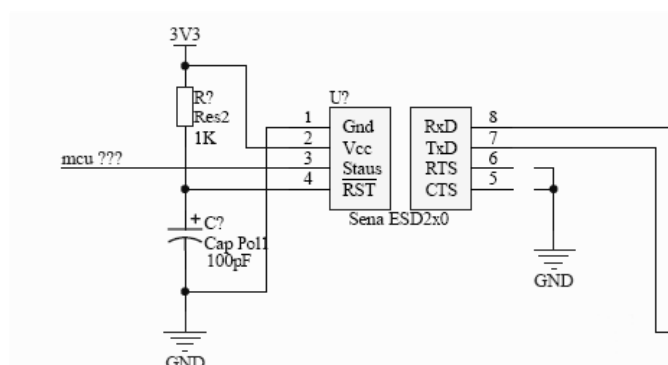 3V3
R?
Res2
1K
U?
1 Gnd RxD 8
2 Vcc TxD 7
mcu ??? 3 Staus RTS 6
4 RST CTS 5
Sena ESD2x0
+ C?
Cap Pol1
100pF
GND
GND